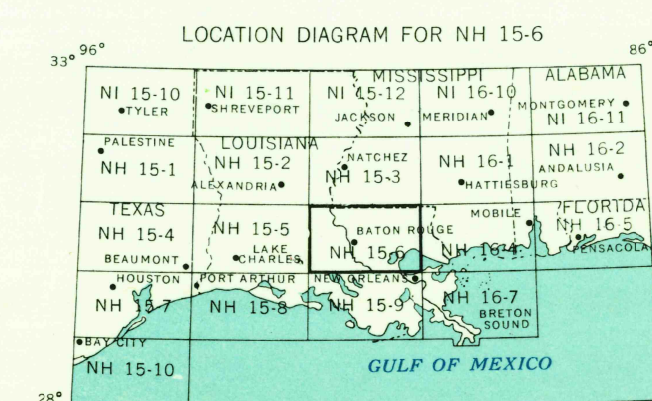 LOCATION DIAGRAM FOR NH 15-6
33° 96° 86°
MISSISSIPPI ALABAMA
NI 15-10 NI 15-11 NI 15-12 NI 16-10
TYLER SHREVEPORT JACKSON MERIDIAN MONTGOMERY
NI 16-11
PALESTINE LOUISIANA
NH 15-1 NH 15-2 NATCHEZ NH 16-1 NH 16-2
ALEXANDRIA NH 15-3 HATTIESBURG ANDALUSIA
TEXAS MOBILE FLORIDA
NH 15-4 NH 15-5 BATON ROUGE NH 16-5
BEAUMONT LAKE CHARLES NH 15-6 NH 16-4 PENSACOLA
HOUSTON PORT ARTHUR NEW ORLEANS
NH 15-7 NH 15-8 NH 15-9 NH 16-7
BRETON
SOUND
BAY CITY
NH 15-10 GULF OF MEXICO
28°